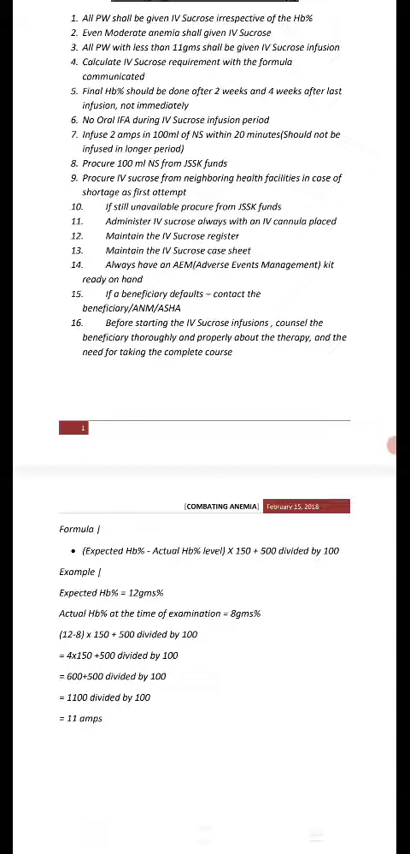 1. All PW shall be given IV Sucrose irrespective of the Hb%
2. Even Moderate anemia shall given IV Sucrose
3. All PW with less than 11gms shall be given IV Sucrose infusion
4. Calculate IV Sucrose requirement with the formula
communicated
5. Final Hb% should be done after 2 weeks and 4 weeks after last
infusion, not immediately
6. No Oral IFA during IV Sucrose infusion period
7. Infuse 2 amps in 100ml of NS within 20 minutes(Should not be
infused in longer period)
8. Procure 100 ml NS from JSSK funds
9. Procure IV sucrose from neighboring health facilities in case of
shortage as first attempt
10. If still unavailable procure from JSSK funds
11. Administer IV sucrose always with an IV cannula placed
12. Maintain the IV Sucrose register
13. Maintain the IV Sucrose case sheet
14. Always have an AEM(Adverse Events Management) kit
ready on hand
15. If a beneficiary defaults – contact the
beneficiary/ANM/ASHA
16. Before starting the IV Sucrose infusions , counsel the
beneficiary thoroughly and properly about the therapy, and the
need for taking the complete course
1
[COMBATING ANEMIA] February 15, 2018
Formula |
• (Expected Hb% - Actual Hb% level) X 150 + 500 divided by 100
Example |
Expected Hb% = 12gms%
Actual Hb% at the time of examination = 8gms%
(12-8) x 150 + 500 divided by 100
= 4x150 +500 divided by 100
= 600+500 divided by 100
= 1100 divided by 100
= 11 amps